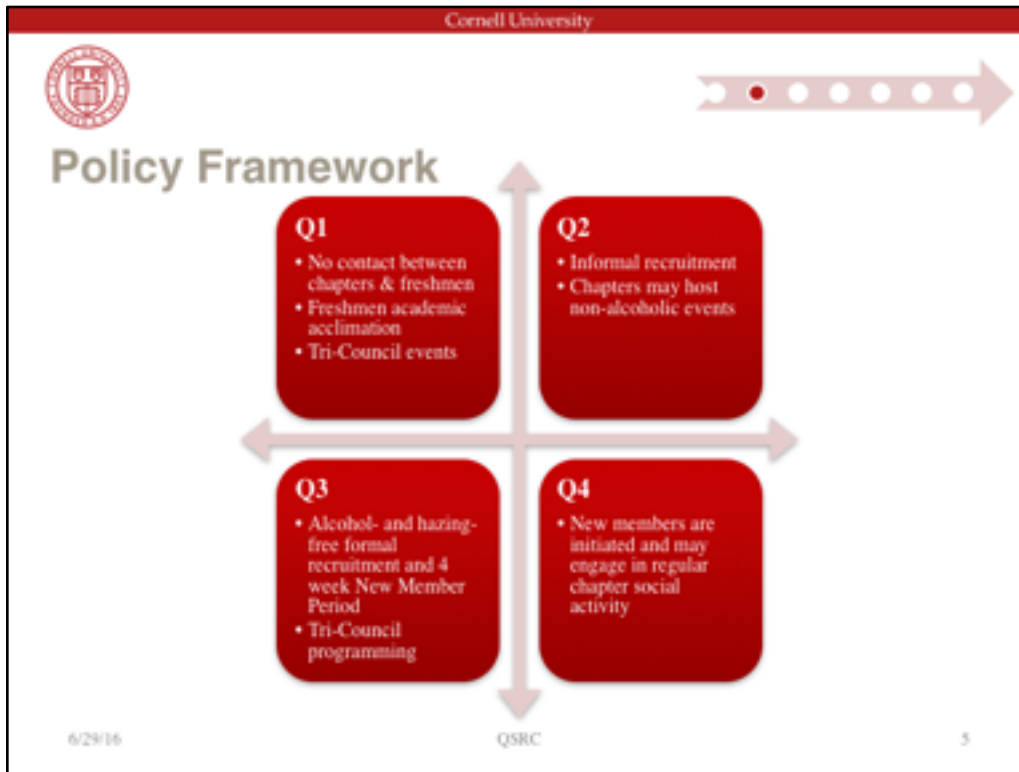 Cornell University
Policy Framework
Q1
• No contact between
chapters & freshmen
• Freshmen academic
acclimation
• Tri-Council events
Q2
• Informal recruitment
• Chapters may host
non-alcoholic events
Q3
• Alcohol- and hazing-
free formal
recruitment and 4
week New Member
Period
• Tri-Council
programming
Q4
• New members are
initiated and may
engage in regular
chapter social
activity
6/29/16
QSRC
5